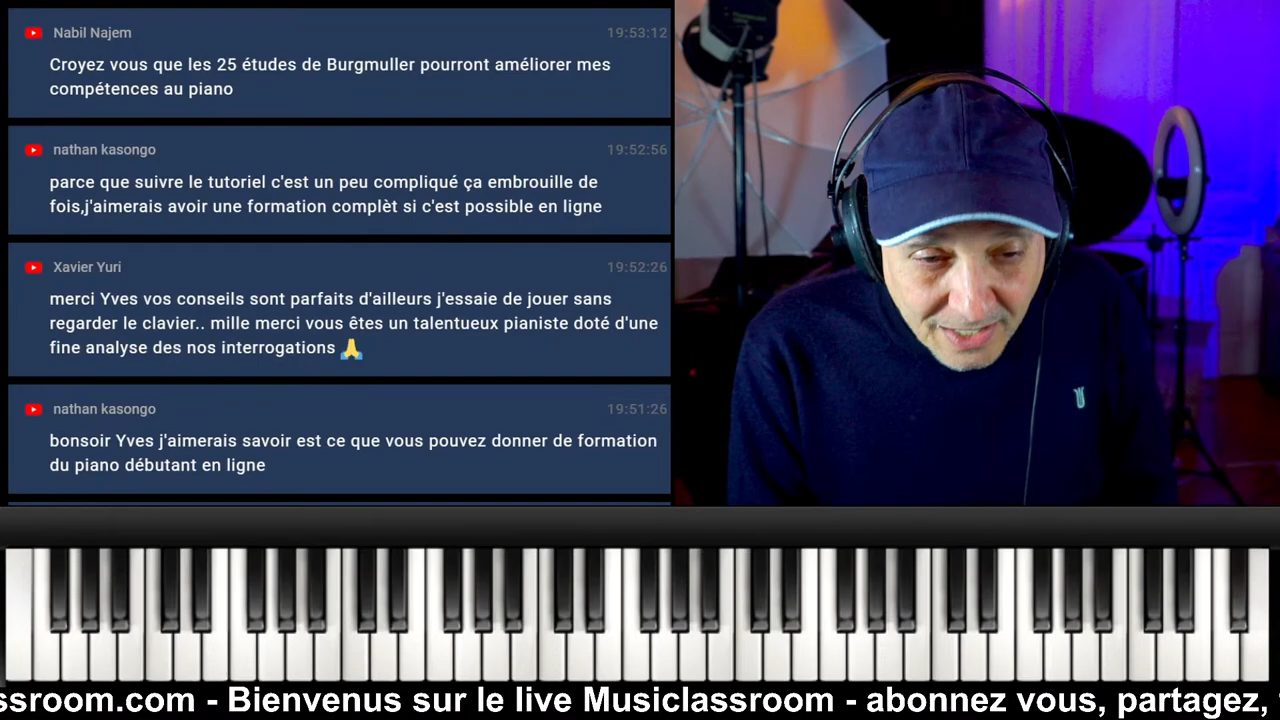 Nabil Najem 19:53:12
Croyez vous que les 25 études de Burgmuller pourront améliorer mes
compétences au piano
nathan kasongo 19:52:56
parce que suivre le tutoriel c'est un peu compliqué ça embrouille de
fois,j'aimerais avoir une formation complèt si c'est possible en ligne
Xavier Yuri 19:52:26
merci Yves vos conseils sont parfaits d'ailleurs j'essaie de jouer sans
regarder le clavier.. mille merci vous êtes un talentueux pianiste doté d'une
fine analyse des nos interrogations 🙏
nathan kasongo 19:51:26
bonsoir Yves j'aimerais savoir est ce que vous pouvez donner de formation
du piano débutant en ligne
ssroom.com - Bienvenus sur le live Musiclassroom - abonnez vous, partagez,